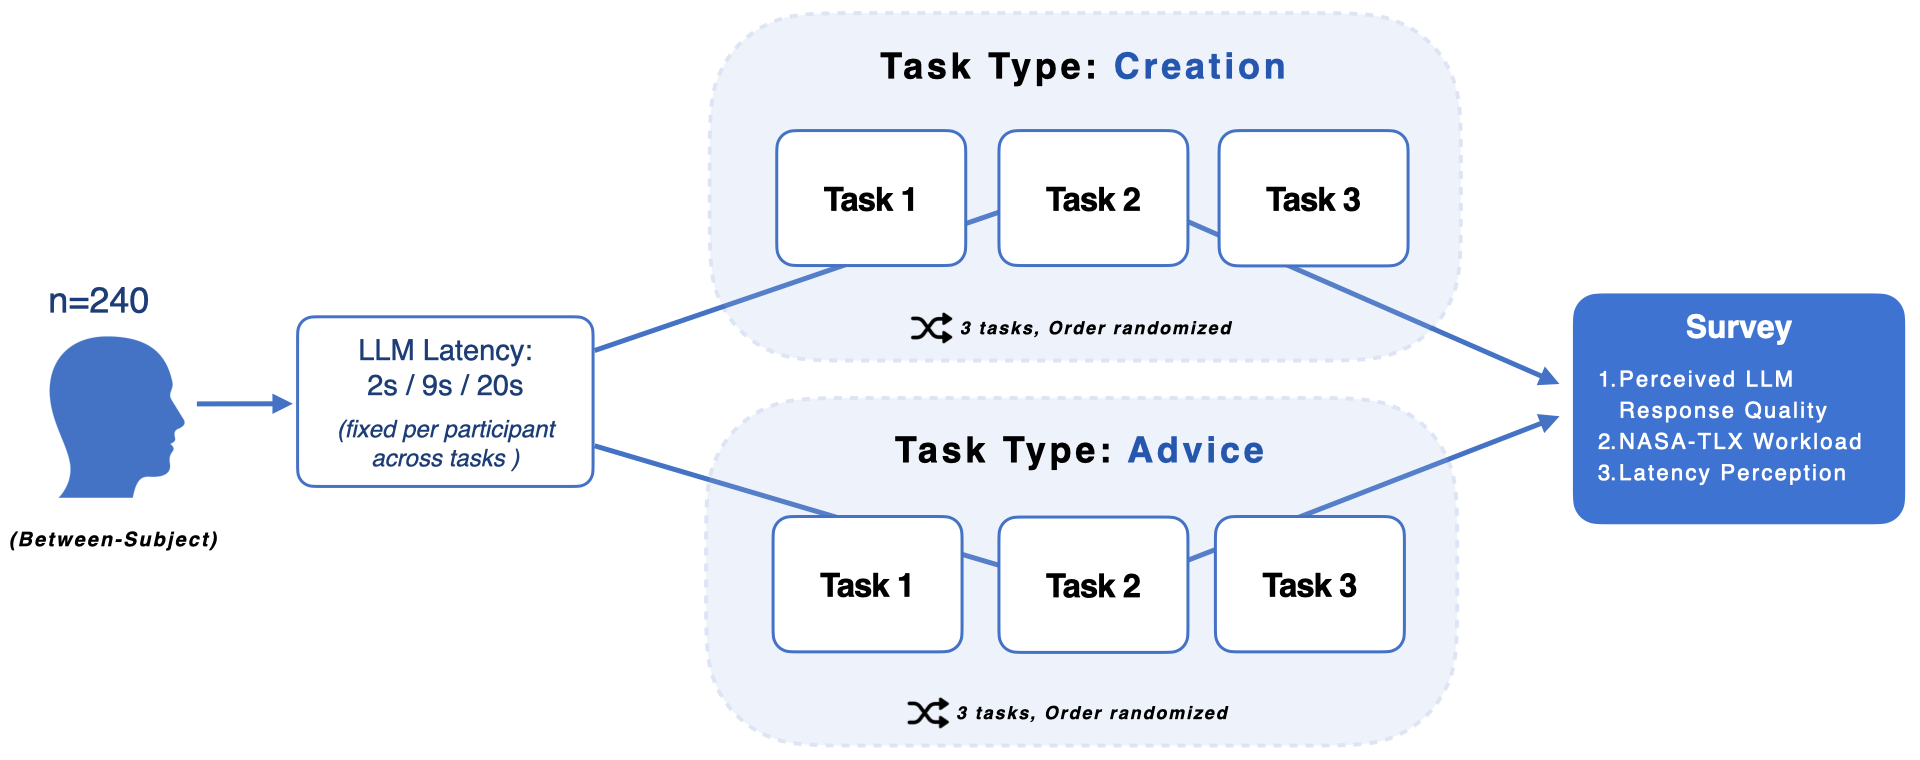 n=240
(Between-Subject)
LLM Latency:
2s / 9s / 20s
(fixed per participant
across tasks )
Task Type: Creation
Task 1
Task 2
Task 3
3 tasks, Order randomized
Task Type: Advice
Task 1
Task 2
Task 3
3 tasks, Order randomized
Survey
1.Perceived LLM
Response Quality
2.NASA-TLX Workload
3.Latency Perception